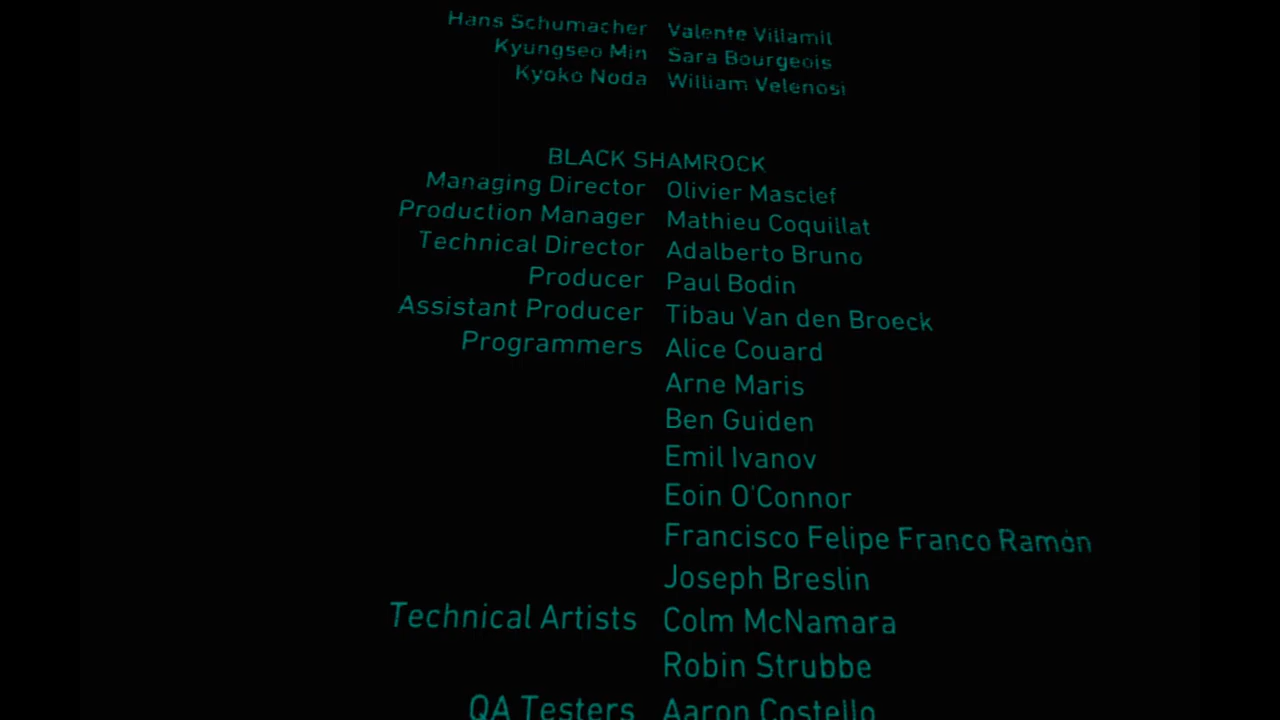 Hans Schumacher Valente Villamil
Kyungseo Min Sara Bourgeois
Kyoko Noda William Velenosi
BLACK SHAMROCK
Managing Director Olivier Masclef
Production Manager Mathieu Coquillat
Technical Director Adalberto Bruno
Producer Paul Bodin
Assistant Producer Tibau Van den Broeck
Programmers Alice Couard
Arne Maris
Ben Guiden
Emil Ivanov
Eoin O'Connor
Francisco Felipe Franco Ramón
Joseph Breslin
Technical Artists Colm McNamara
Robin Strubbe
QA Testers Aaron Costello